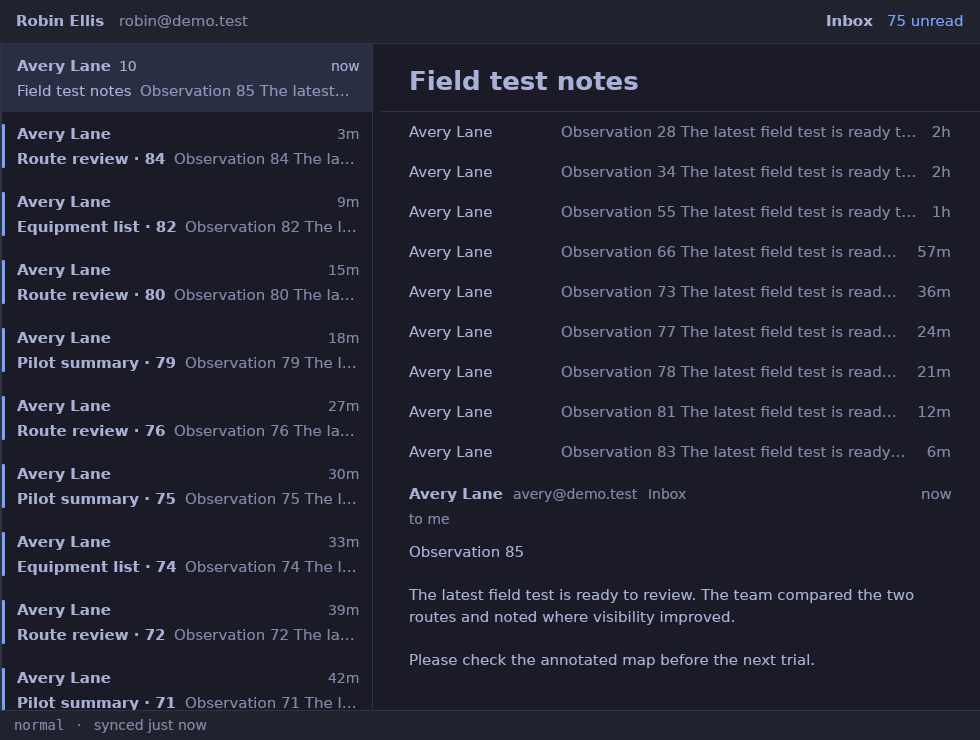 Robin Ellis robin@demo.test Inbox 75 unread
Avery Lane 10 now
Field test notes Observation 85 The latest…
Avery Lane 3m
Route review · 84 Observation 84 The la…
Avery Lane 9m
Equipment list · 82 Observation 82 The l…
Avery Lane 15m
Route review · 80 Observation 80 The la…
Avery Lane 18m
Pilot summary · 79 Observation 79 The l…
Avery Lane 27m
Route review · 76 Observation 76 The la…
Avery Lane 30m
Pilot summary · 75 Observation 75 The l…
Avery Lane 33m
Equipment list · 74 Observation 74 The l…
Avery Lane 39m
Route review · 72 Observation 72 The la…
Avery Lane 42m
Pilot summary · 71 Observation 71 The l…
Field test notes
Avery Lane Observation 28 The latest field test is ready t… 2h
Avery Lane Observation 34 The latest field test is ready t… 2h
Avery Lane Observation 55 The latest field test is ready t… 1h
Avery Lane Observation 66 The latest field test is read… 57m
Avery Lane Observation 73 The latest field test is read… 36m
Avery Lane Observation 77 The latest field test is read… 24m
Avery Lane Observation 78 The latest field test is read… 21m
Avery Lane Observation 81 The latest field test is read… 12m
Avery Lane Observation 83 The latest field test is ready… 6m
Avery Lane avery@demo.test Inbox now
to me
Observation 85
The latest field test is ready to review. The team compared the two
routes and noted where visibility improved.
Please check the annotated map before the next trial.
normal · synced just now